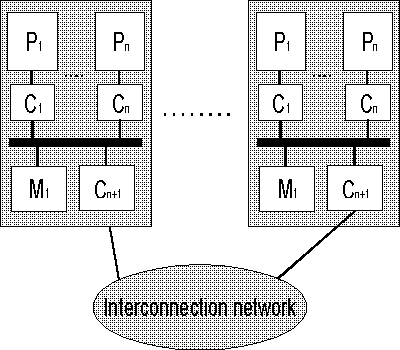 P1 Pn P1 Pn
C1 Cn C1 Cn
M1 Cn+1 M1 Cn+1
Interconnection network